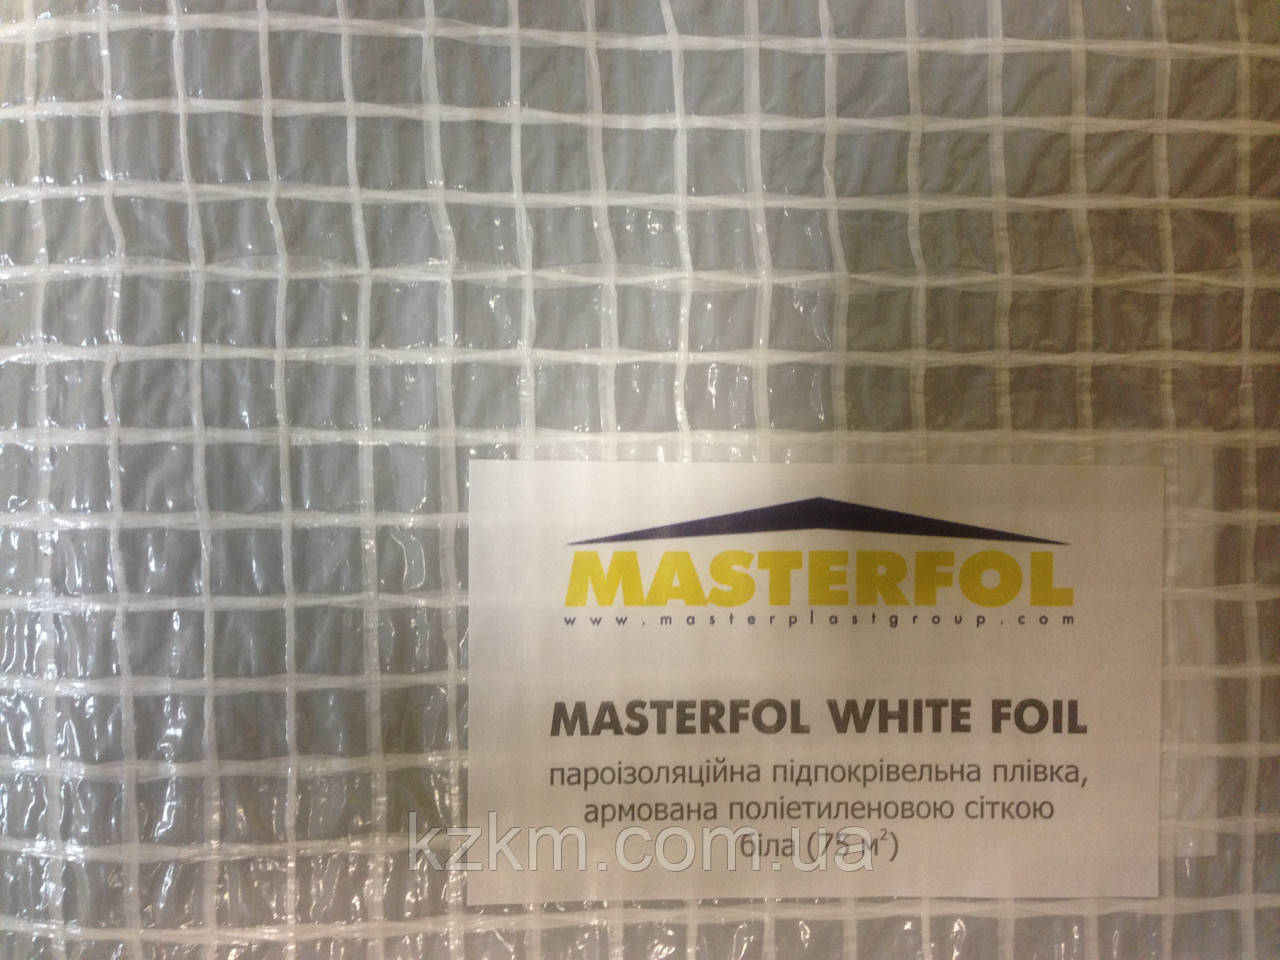 MASTERFOL
www.masterplastgroup.com
MASTERFOL WHITE FOIL
пароізоляційна підпокрівельна плівка,
армована поліетиленовою сіткою
біла (75 м²)
kzkm.com.ua